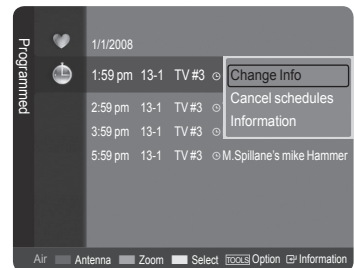 Programmed
1/1/2008
1:59 pm 13-1 TV #3
Change Info
Cancel schedules
Information
2:59 pm 13-1 TV #3
3:59 pm 13-1 TV #3
5:59 pm 13-1 TV #3 M.Spillane's mike Hammer
Air Antenna Zoom Select TOOLS Option Information